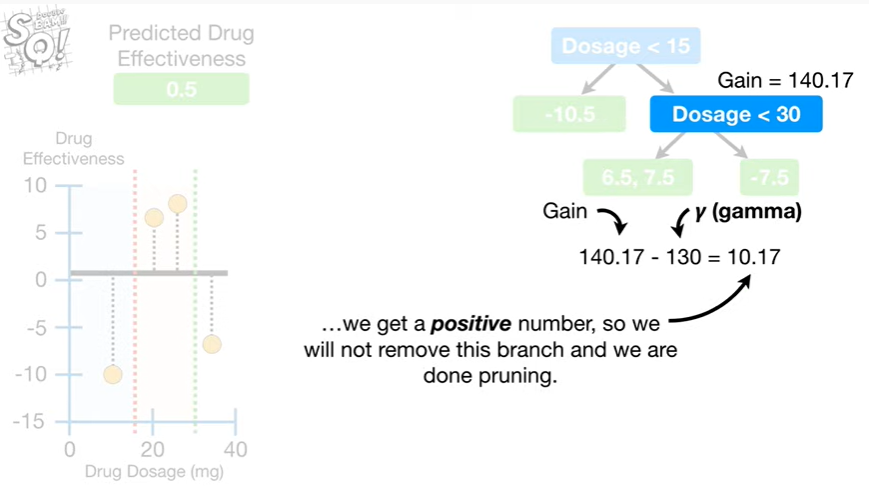 DOUBLE
BAM!!!
SQ!
Predicted Drug
Effectiveness
0.5
Dosage < 15
Gain = 140.17
-10.5
Dosage < 30
6.5, 7.5
-7.5
Gain
γ (gamma)
140.17 - 130 = 10.17
…we get a positive number, so we
will not remove this branch and we are
done pruning.
Drug
Effectiveness
10
5
0
-5
-10
-15
0
20
40
Drug Dosage (mg)